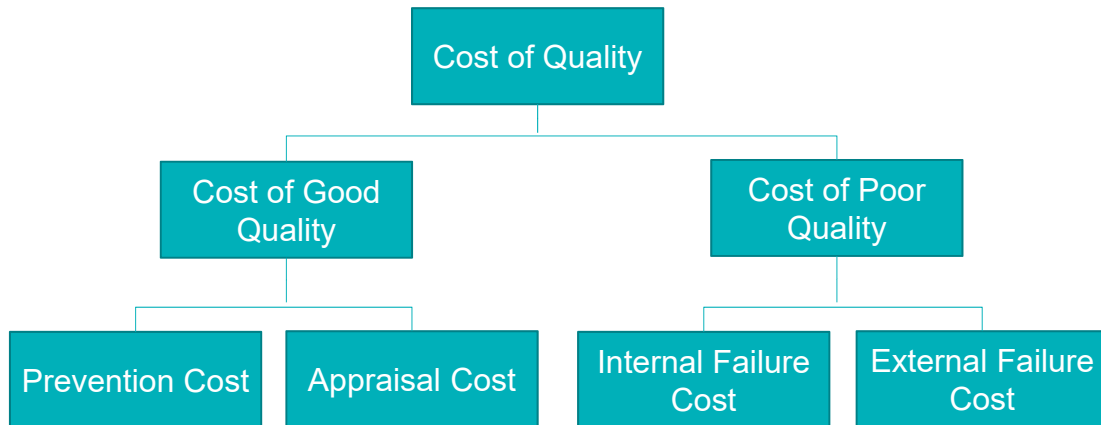 Cost of Quality
Cost of Good
Quality
Cost of Poor
Quality
Prevention Cost
Appraisal Cost
Internal Failure
Cost
External Failure
Cost